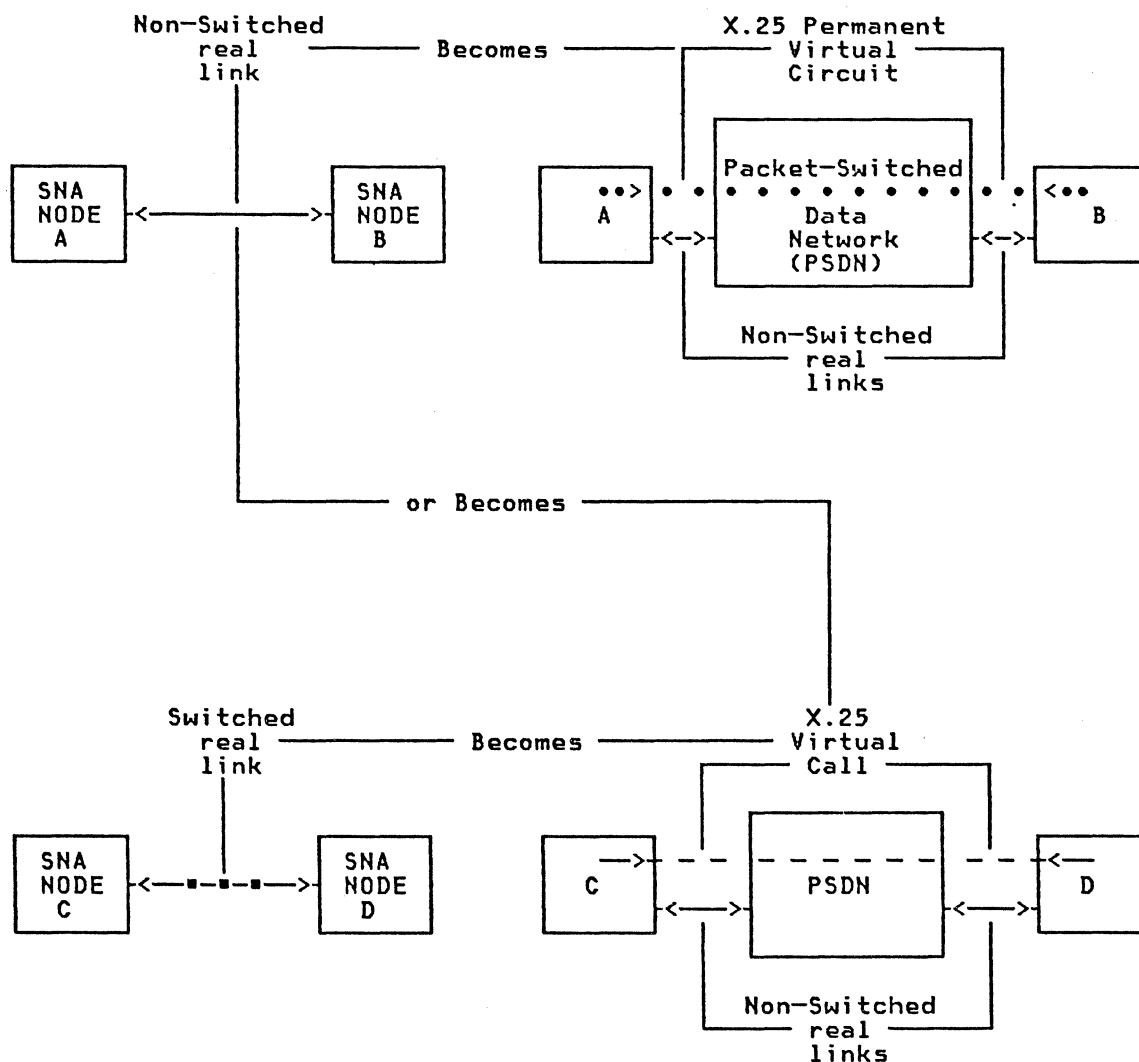 Non-Switched
real
link
Becomes
X.25 Permanent
Virtual
Circuit
SNA
NODE
A
SNA
NODE
B
A
Packet-Switched
Data
Network
(PSDN)
B
Non-Switched
real
links
or Becomes
Switched
real
link
Becomes
X.25
Virtual
Call
SNA
NODE
C
SNA
NODE
D
C
PSDN
D
Non-Switched
real
links